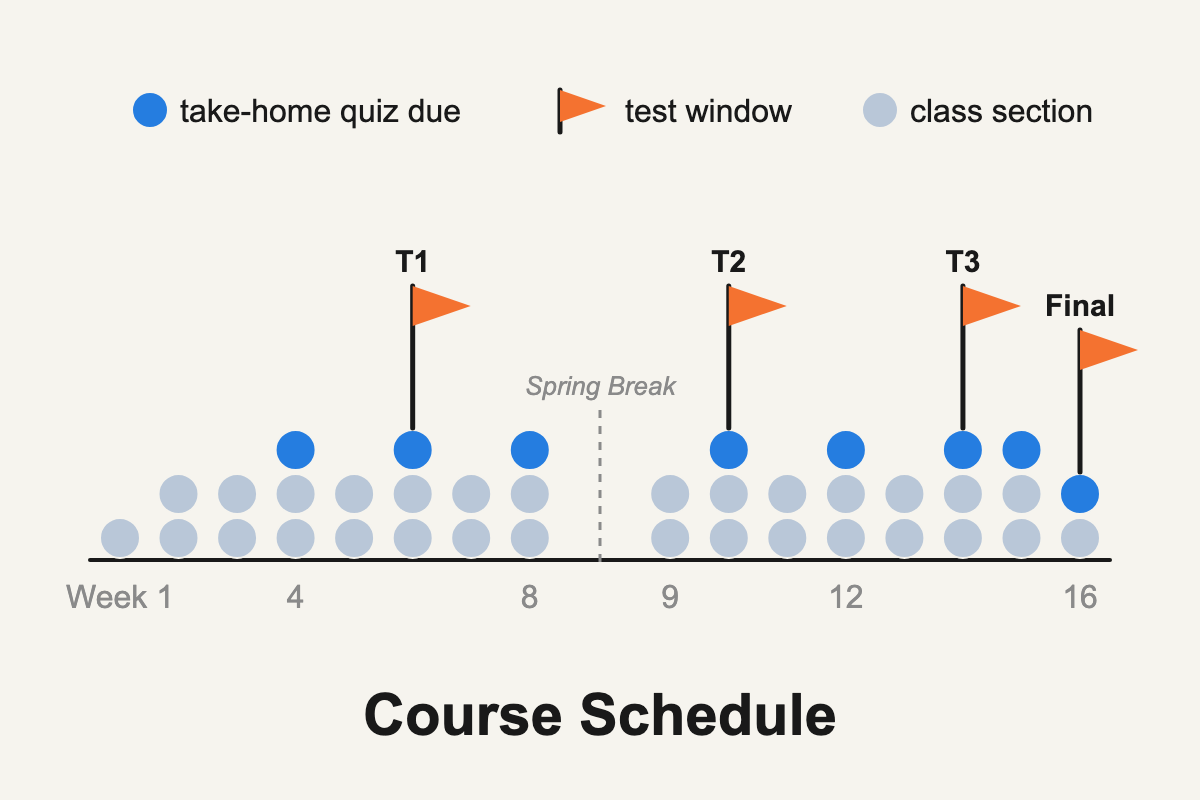 take-home quiz due
test window
class section
T1
T2
T3
Final
Spring Break
Week 1
4
8
9
12
16
Course Schedule